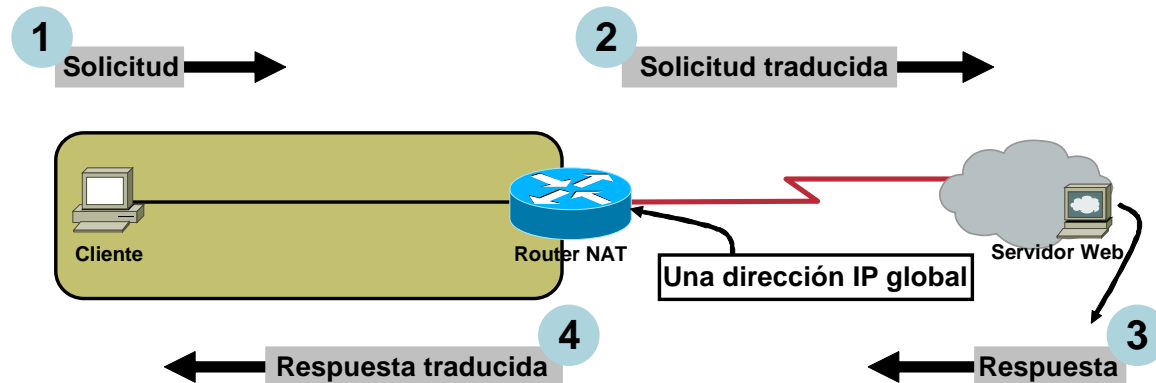 1
Solicitud
2
Solicitud traducida
Cliente
Router NAT
Servidor Web
Una dirección IP global
4
Respuesta traducida
3
Respuesta